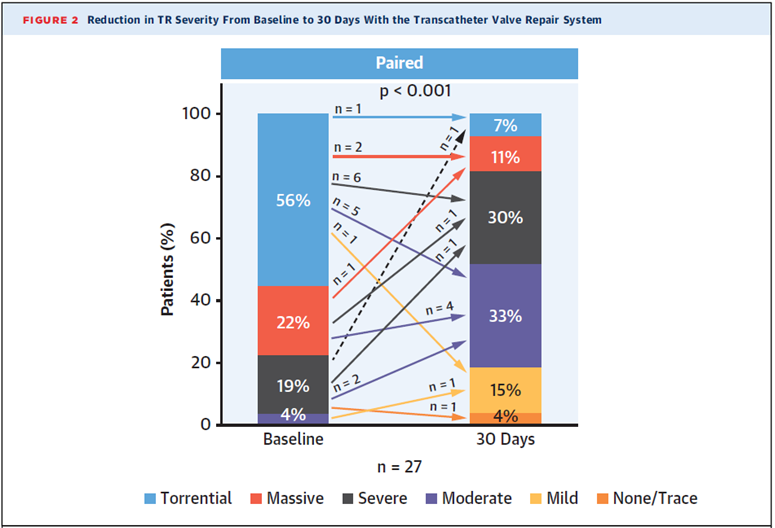 FIGURE 2 Reduction in TR Severity From Baseline to 30 Days With the Transcatheter Valve Repair System
Paired
p < 0.001
Patients (%)
100
80
60
40
20
0
56%
22%
19%
4%
n = 1
n = 2
n = 6
n = 5
n = 1
n = 1
n = 1
n = 1
n = 1
n = 4
n = 2
n = 1
n = 1
7%
11%
30%
33%
15%
4%
Baseline
30 Days
n = 27
Torrential Massive Severe Moderate Mild None/Trace